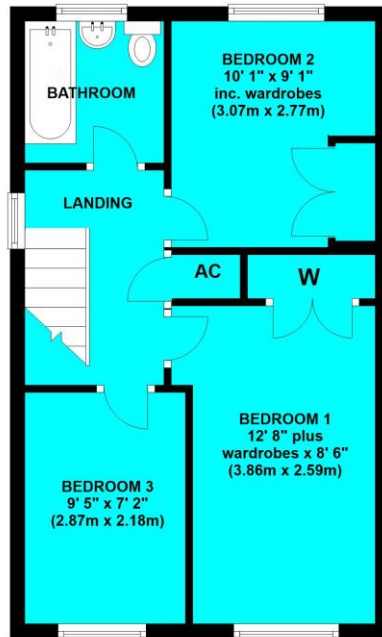 BEDROOM 2
10' 1" x 9' 1"
inc. wardrobes
(3.07m x 2.77m)
BATHROOM
LANDING
AC
W
BEDROOM 1
12' 8" plus
wardrobes x 8' 6"
(3.86m x 2.59m)
BEDROOM 3
9' 5" x 7' 2"
(2.87m x 2.18m)